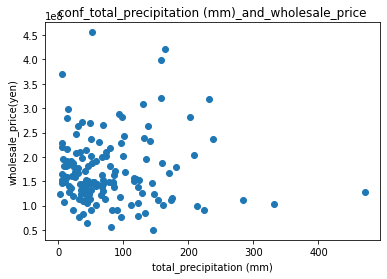 conf_total_precipitation (mm)_and_wholesale_price
1e8
4.5
4.0
3.5
3.0
2.5
2.0
1.5
1.0
0.5
wholesale_price(yen)
0 100 200 300 400
total_precipitation (mm)